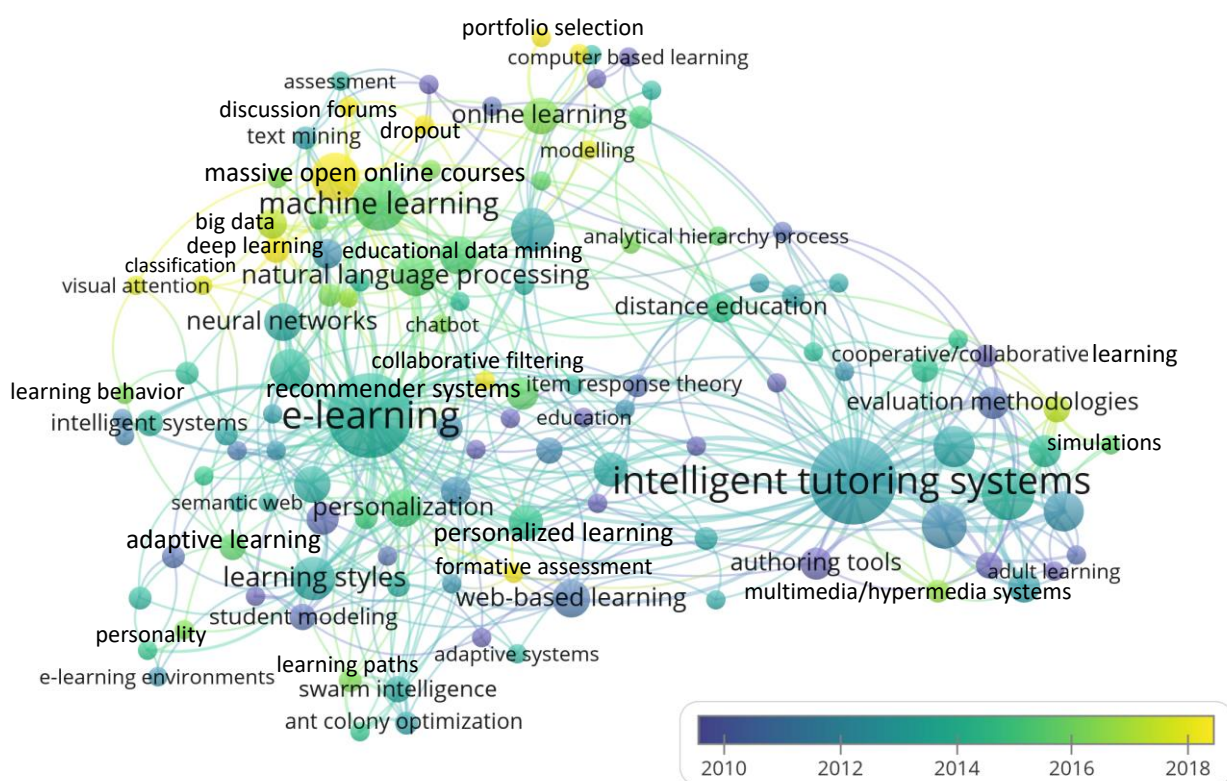 portfolio selection
computer based learning
assessment
discussion forums
online learning
text mining
dropout
modelling
massive open online courses
machine learning
big data
analytical hierarchy process
deep learning
educational data mining
classification
natural language processing
visual attention
distance education
neural networks
chatbot
cooperative/collaborative learning
collaborative filtering
recommender systems
item response theory
learning behavior
e-learning
education
evaluation methodologies
intelligent systems
simulations
intelligent tutoring systems
semantic web
personalization
personalized learning
adaptive learning
authoring tools
formative assessment
adult learning
learning styles
multimedia/hypermedia systems
web-based learning
student modeling
personality
adaptive systems
learning paths
e-learning environments
swarm intelligence
ant colony optimization
2010 2012 2014 2016 2018